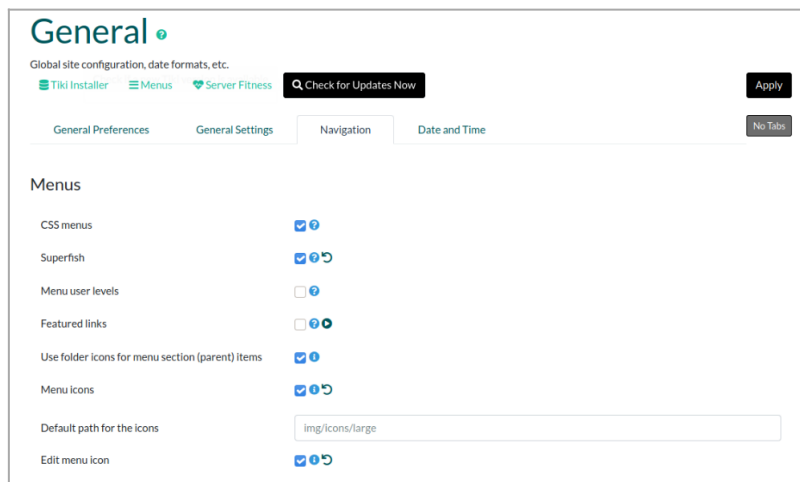 General
Global site configuration, date formats, etc.
Tiki Installer Menus Server Fitness Check for Updates Now Apply
General Preferences General Settings Navigation Date and Time No Tabs
Menus
CSS menus
Superfish
Menu user levels
Featured links
Use folder icons for menu section (parent) items
Menu icons
Default path for the icons img/icons/large
Edit menu icon